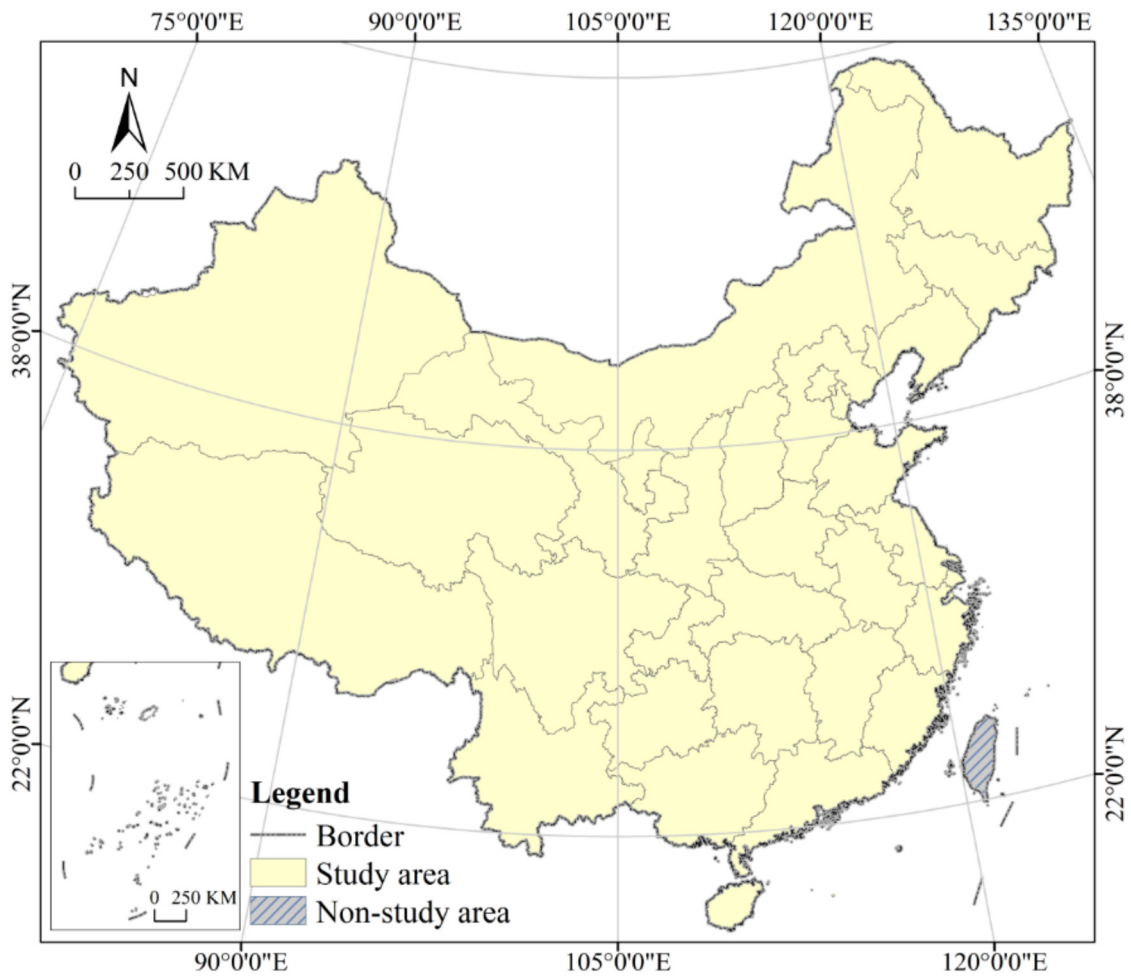 75°0'0"E 90°0'0"E 105°0'0"E 120°0'0"E 135°0'0"E
N
0 250 500 KM
38°0'0"N
38°0'0"N
22°0'0"N
22°0'0"N
Legend
Border
Study area
Non-study area
0 250 KM
90°0'0"E 105°0'0"E 120°0'0"E